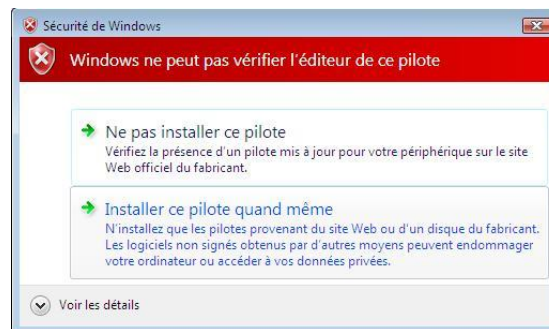 Sécurité de Windows
Windows ne peut pas vérifier l'éditeur de ce pilote
Ne pas installer ce pilote
Vérifiez la présence d'un pilote mis à jour pour votre périphérique sur le site
Web officiel du fabricant.
Installer ce pilote quand même
N'installez que les pilotes provenant du site Web ou d'un disque du fabricant.
Les logiciels non signés obtenus par d'autres moyens peuvent endommager
votre ordinateur ou accéder à vos données privées.
Voir les détails